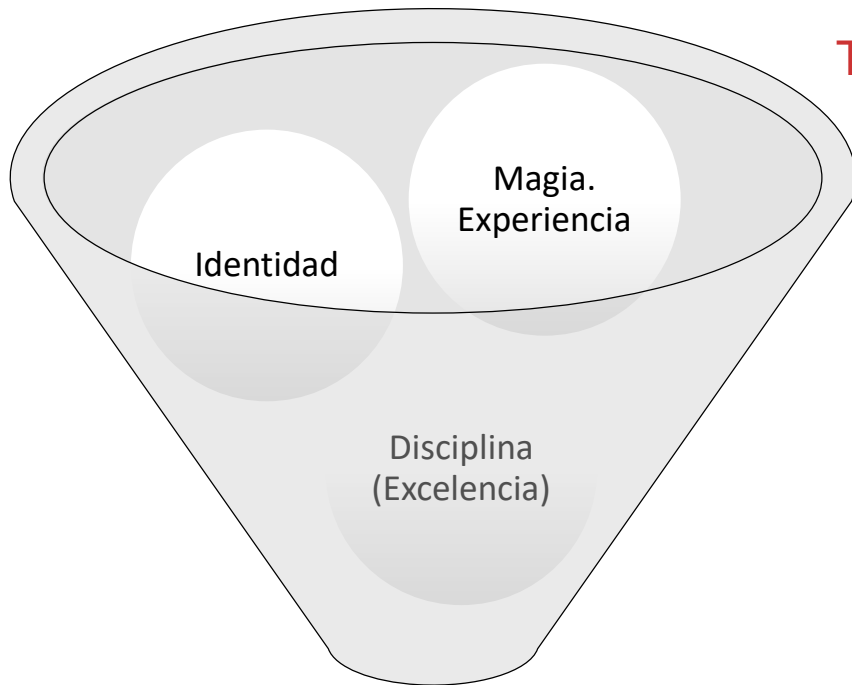 T
Magia.
Experiencia
Identidad
Disciplina
(Excelencia)